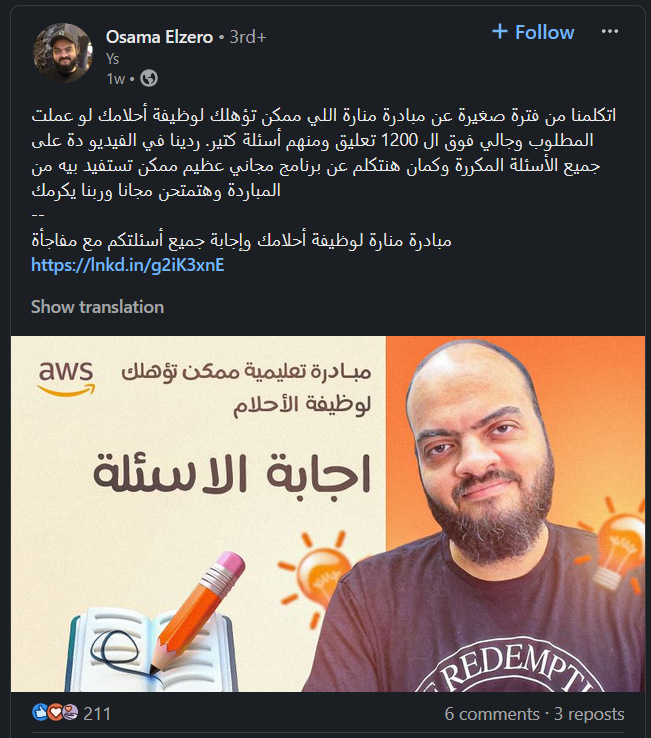 Osama Elzero • 3rd+
+ Follow
Ys
1w •
اتكلمنا من فترة صغيرة عن مبادرة منارة اللي ممكن تؤهلك لوظيفة أحلامك لو عملت
المطلوب وجالي فوق ال 1200 تعليق ومنهم أسئلة كتير. ردينا في الفيديو دة على
جميع الأسئلة المكررة وكمان هنتكلم عن برنامج مجاني عظيم ممكن تستفيد بيه من
المباردة وهتمتحن مجانا وربنا يكرمك
--
مبادرة منارة لوظيفة أحلامك وإجابة جميع أسئلتكم مع مفاجأة
https://lnkd.in/g2iK3xnE
Show translation
aws
مبادرة تعليمية ممكن تؤهلك
لوظيفة الأحلام
اجابة الاسئلة
REDEMPTI
211
6 comments · 3 reposts